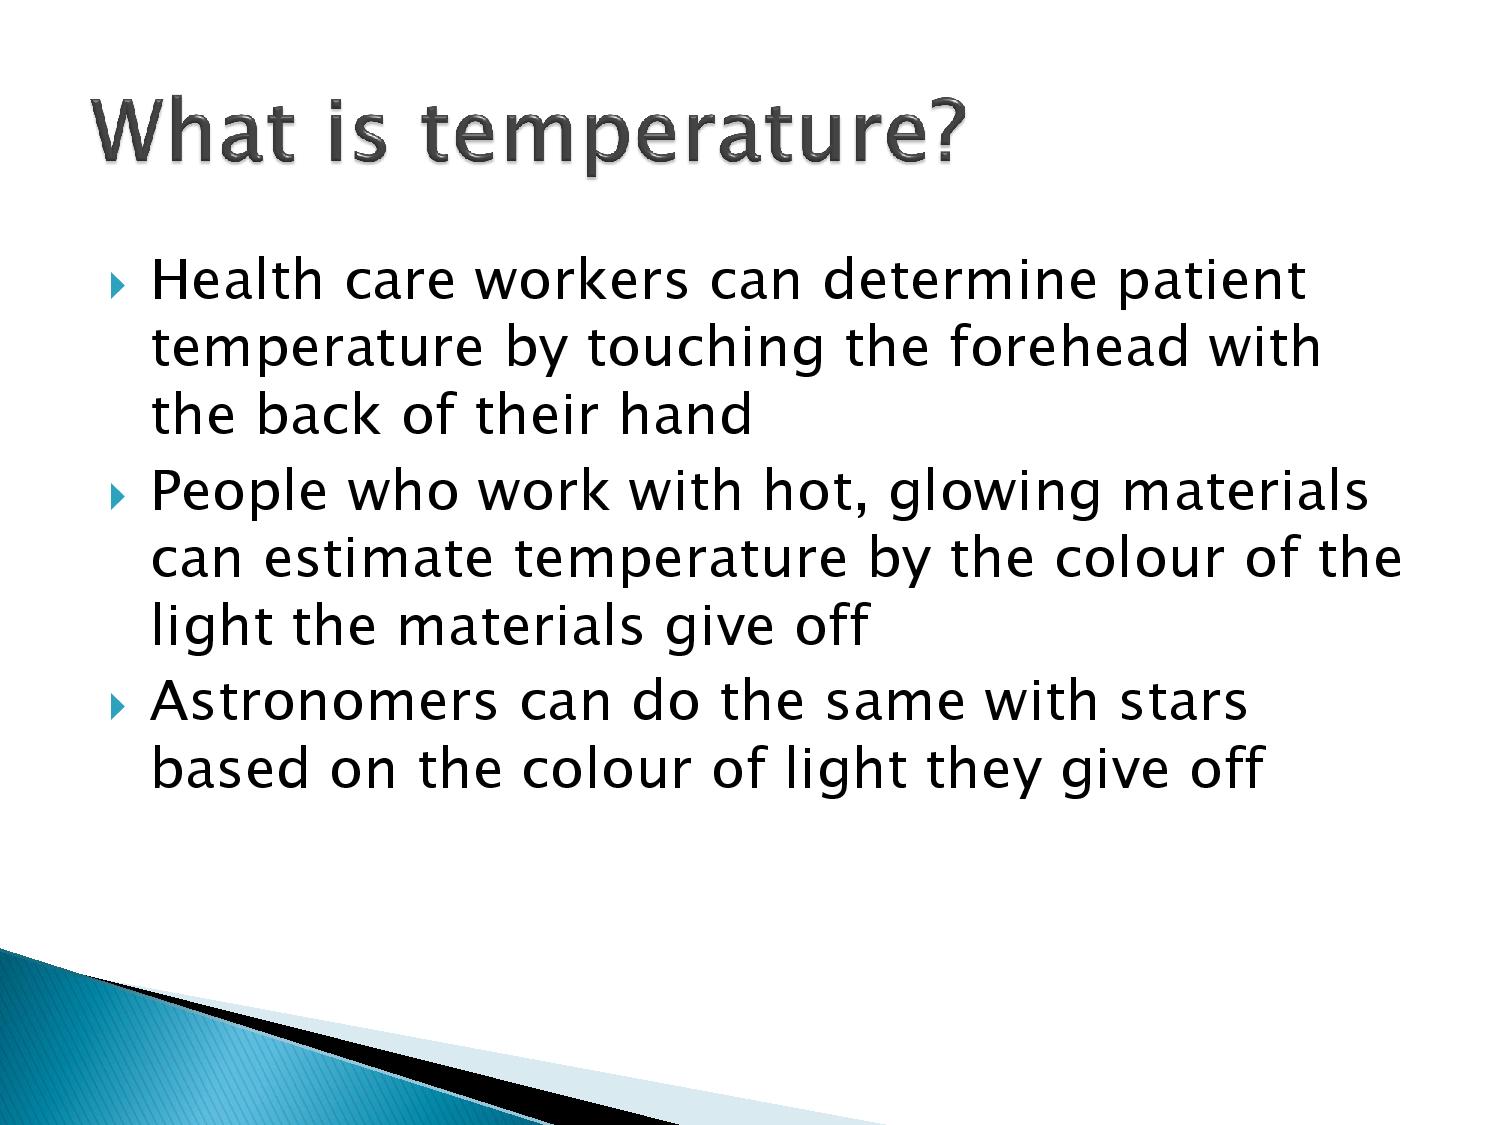 What is temperature?
Health care workers can determine patient
temperature by touching the forehead with
the back of their hand
People who work with hot, glowing materials
can estimate temperature by the colour of the
light the materials give off
Astronomers can do the same with stars
based on the colour of light they give off